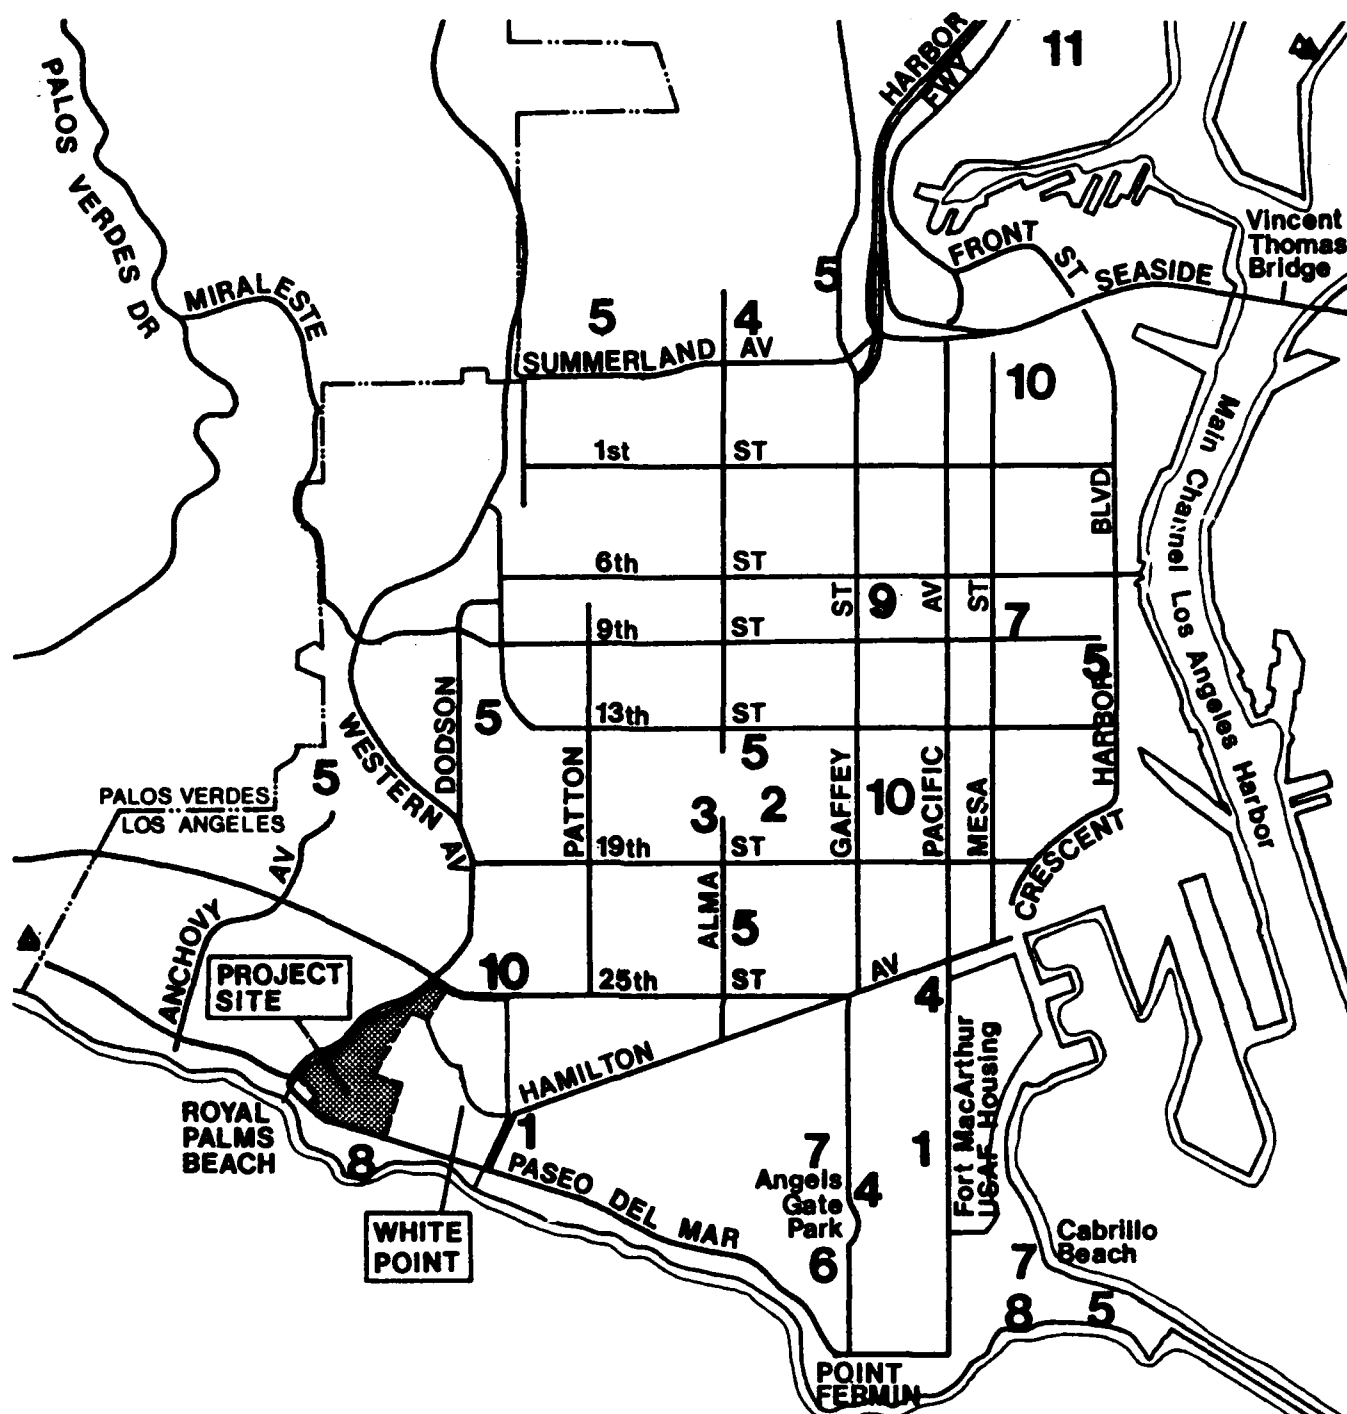 HARBOR
FWY
11
PALOS VERDES DR
MIRALESTE
FRONT ST
SEASIDE
Vincent
Thomas
Bridge
5
5
4
SUMMERLAND AV
10
1st ST
Main Channel Los Angeles Harbor
BLVD
6th ST
ST
9
AV
ST
7
9th ST
5
HARBOR
DODSON
5
13th ST
WESTERN AV
5
5
PATTON
GAFFEY
PACIFIC
MESA
10
2
3
PALOS VERDES
LOS ANGELES
19th ST
CRESCENT
AV
ANCHOVY
ALMA
5
PROJECT
SITE
10
25th ST
AV
4
HAMILTON
Fort MacArthur
USAF Housing
ROYAL
PALMS
BEACH
8
1
PASEO DEL MAR
7
Angels
Gate
Park
4
1
6
WHITE
POINT
Cabrillo
Beach
7
8
5
POINT
FERMIN